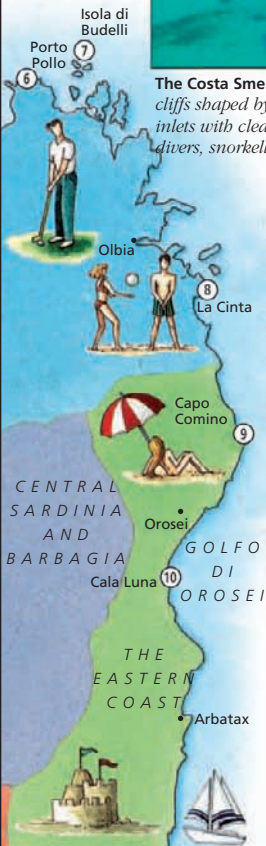 Isola di
Budelli
7
Porto
Pollo
6
The Costa Sme
cliffs shaped by
inlets with clea
divers, snorkell
Olbia
8
La Cinta
Capo
Comino
9
CENTRAL
SARDINIA
AND
BARBAGIA
Orosei
GOLFO
DI
OROSEI
Cala Luna 10
THE
EASTERN
COAST
Arbatax